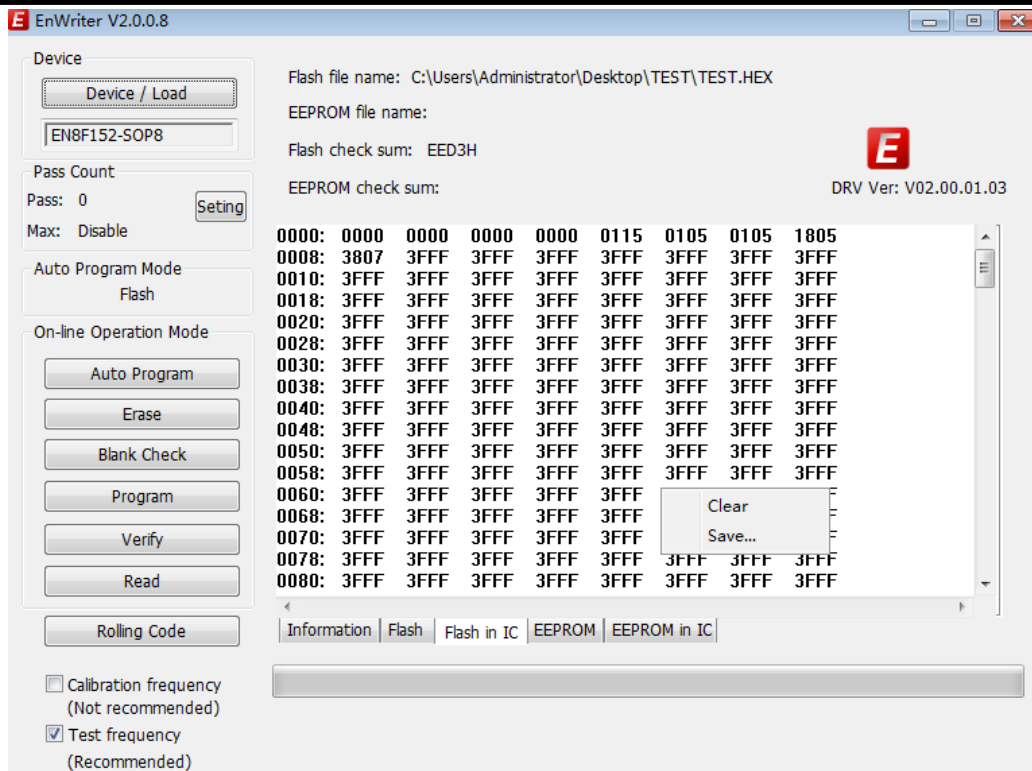 EnWriter V2.0.0.8
Device
Device / Load
EN8F152-SOP8
Pass Count
Pass: 0
Seting
Max: Disable
Auto Program Mode
Flash
On-line Operation Mode
Auto Program
Erase
Blank Check
Program
Verify
Read
Rolling Code
Calibration frequency
(Not recommended)
Test frequency
(Recommended)
Flash file name: C:\Users\Administrator\Desktop\TEST\TEST.HEX
EEPROM file name:
Flash check sum: EED3H
EEPROM check sum:
E
DRV Ver: V02.00.01.03
0000: 0000 0000 0000 0000 0115 0105 0105 1805
0008: 3807 3FFF 3FFF 3FFF 3FFF 3FFF 3FFF 3FFF
0010: 3FFF 3FFF 3FFF 3FFF 3FFF 3FFF 3FFF 3FFF
0018: 3FFF 3FFF 3FFF 3FFF 3FFF 3FFF 3FFF 3FFF
0020: 3FFF 3FFF 3FFF 3FFF 3FFF 3FFF 3FFF 3FFF
0028: 3FFF 3FFF 3FFF 3FFF 3FFF 3FFF 3FFF 3FFF
0030: 3FFF 3FFF 3FFF 3FFF 3FFF 3FFF 3FFF 3FFF
0038: 3FFF 3FFF 3FFF 3FFF 3FFF 3FFF 3FFF 3FFF
0040: 3FFF 3FFF 3FFF 3FFF 3FFF 3FFF 3FFF 3FFF
0048: 3FFF 3FFF 3FFF 3FFF 3FFF 3FFF 3FFF 3FFF
0050: 3FFF 3FFF 3FFF 3FFF 3FFF 3FFF 3FFF 3FFF
0058: 3FFF 3FFF 3FFF 3FFF 3FFF 3FFF 3FFF 3FFF
0060: 3FFF 3FFF 3FFF 3FFF 3FFF
0068: 3FFF 3FFF 3FFF 3FFF 3FFF
0070: 3FFF 3FFF 3FFF 3FFF 3FFF
0078: 3FFF 3FFF 3FFF 3FFF 3FFF 3FFF 3FFF 3FFF
0080: 3FFF 3FFF 3FFF 3FFF 3FFF 3FFF 3FFF 3FFF
Clear
Save...
Information
Flash
Flash in IC
EEPROM
EEPROM in IC